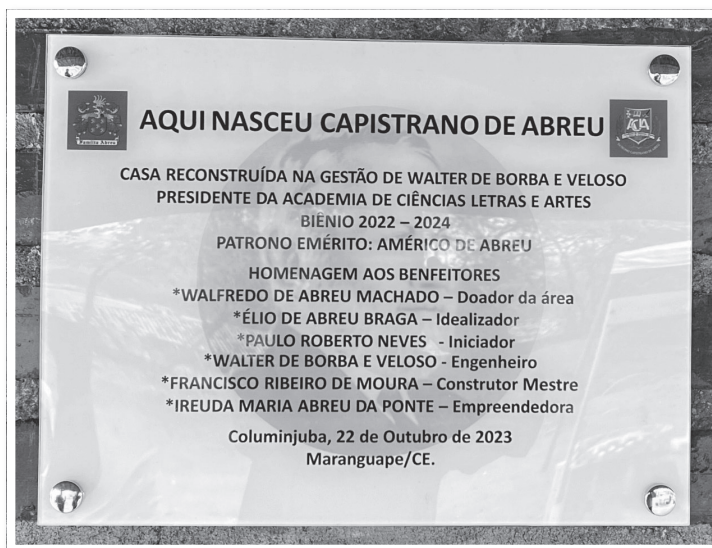 Família Abreu
ACLA
AQUI NASCEU CAPISTRANO DE ABREU
CASA RECONSTRUÍDA NA GESTÃO DE WALTER DE BORBA E VELOSO
PRESIDENTE DA ACADEMIA DE CIÊNCIAS LETRAS E ARTES
BIÊNIO 2022 – 2024
PATRONO EMÉRITO: AMÉRICO DE ABREU
HOMENAGEM AOS BENFEITORES
*WALFREDO DE ABREU MACHADO – Doador da área
*ÉLIO DE ABREU BRAGA – Idealizador
*PAULO ROBERTO NEVES - Iniciador
*WALTER DE BORBA E VELOSO - Engenheiro
*FRANCISCO RIBEIRO DE MOURA – Construtor Mestre
*IREUDA MARIA ABREU DA PONTE – Empreendedora
Columinjuba, 22 de Outubro de 2023
Maranguape/CE.